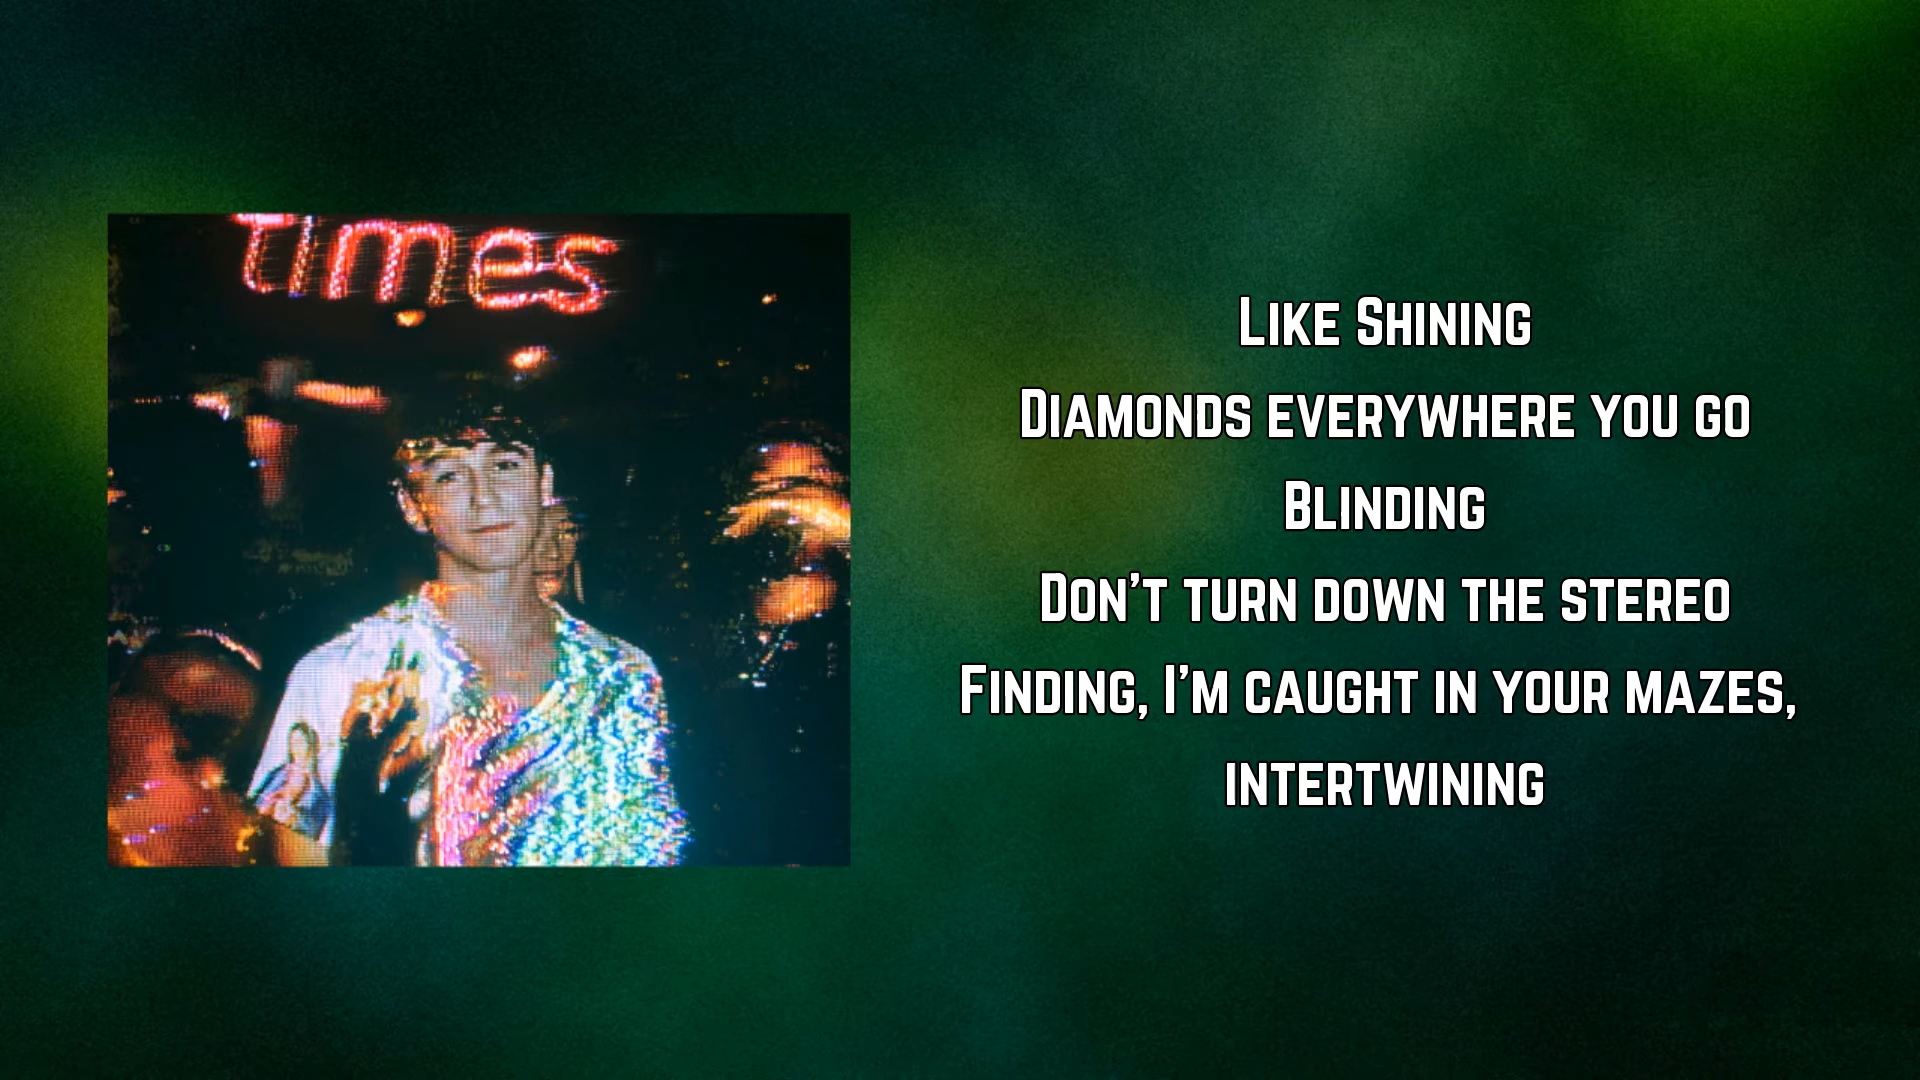 times
Like Shining
Diamonds everywhere you go
Blinding
Don't turn down the stereo
Finding, I'm caught in your mazes,
intertwining